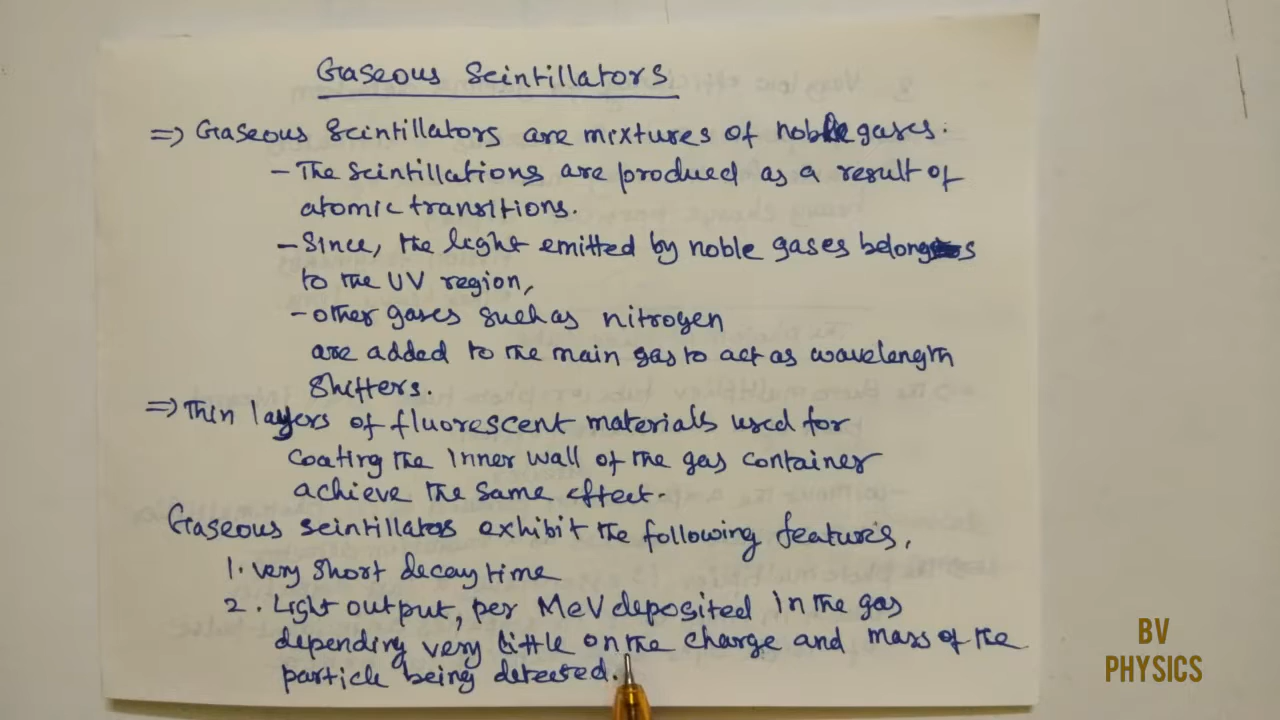 Gaseous Scintillators
=> Gaseous Scintillators are mixtures of noble gases.
- The scintillations are produced as a result of
atomic transitions.
- Since, the light emitted by noble gases belongs
to the UV region,
- other gases such as nitrogen
are added to the main gas to act as wavelength
shifters.
=> Thin layers of fluorescent materials used for
coating the inner wall of the gas container
achieve the same effect.
Gaseous scintillators exhibit the following features,
1. very short decay time
2. Light output, per MeV deposited in the gas
depending very little on the charge and mass of the
particle being detected.
BV
PHYSICS